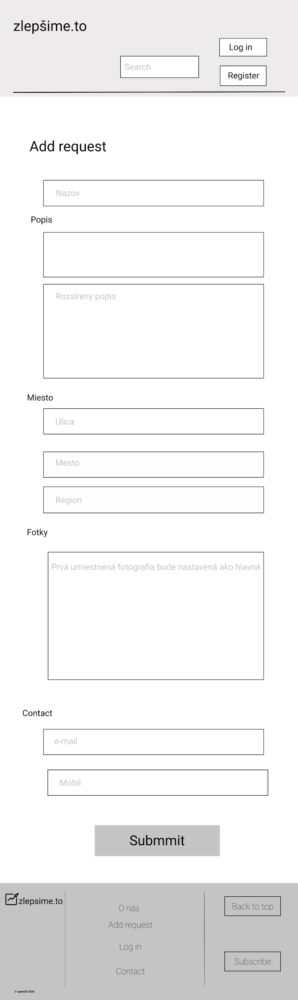 zlepšime.to
Log in
Search
Register
Add request
Nazov
Popis
Rozsireny popis
Miesto
Ulica
Mesto
Region
Fotky
Prvá umiestnená fotografia bude nastavená ako hlavná
Contact
e-mail
Mobil
Submmit
zlepsime.to
O nás
Add request
Log in
Contact
Back to top
Subscribe
© openlab 2020